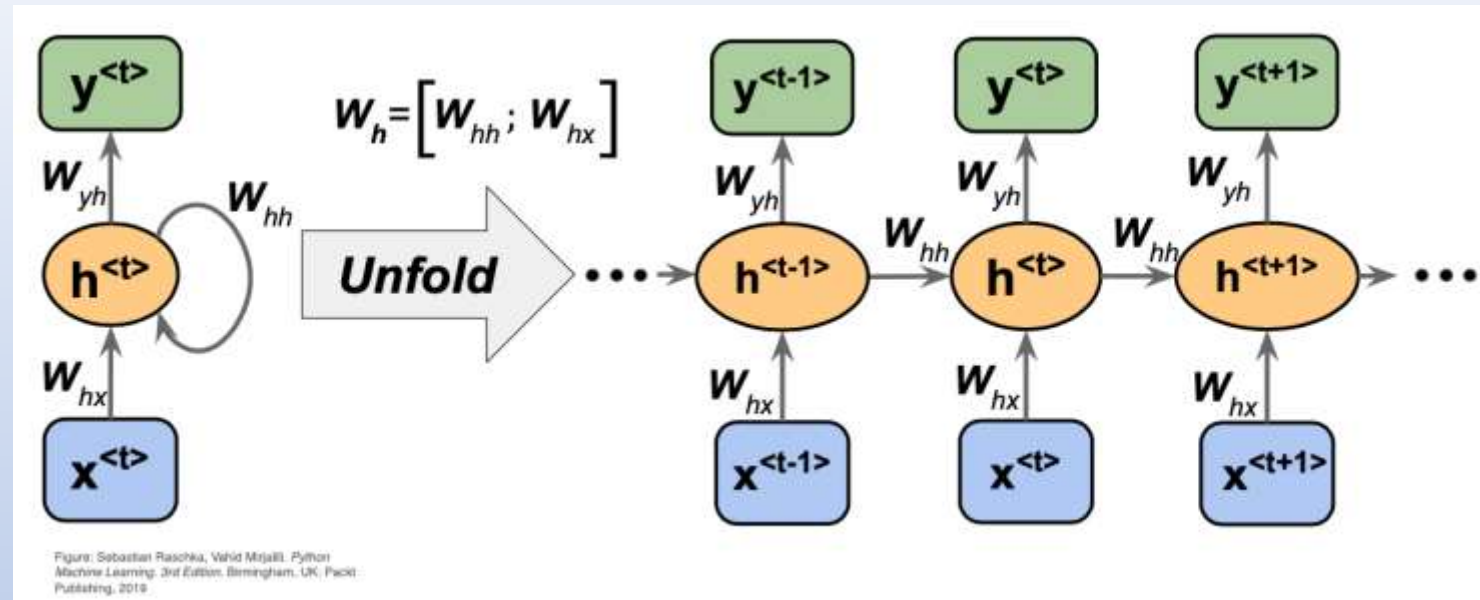 y<t>
W_yh
W_hh
h<t>
W_hx
x<t>
W_h=[W_hh; W_hx]
Unfold
y<t-1> y<t> y<t+1>
W_yh W_yh W_yh
W_hh W_hh
••• h<t-1> h<t> h<t+1> •••
W_hx W_hx W_hx
x<t-1> x<t> x<t+1>
Figure: Sebastian Raschka, Vahid Mirjalili. Python
Machine Learning. 3rd Edition. Birmingham, UK: Packt
Publishing, 2019